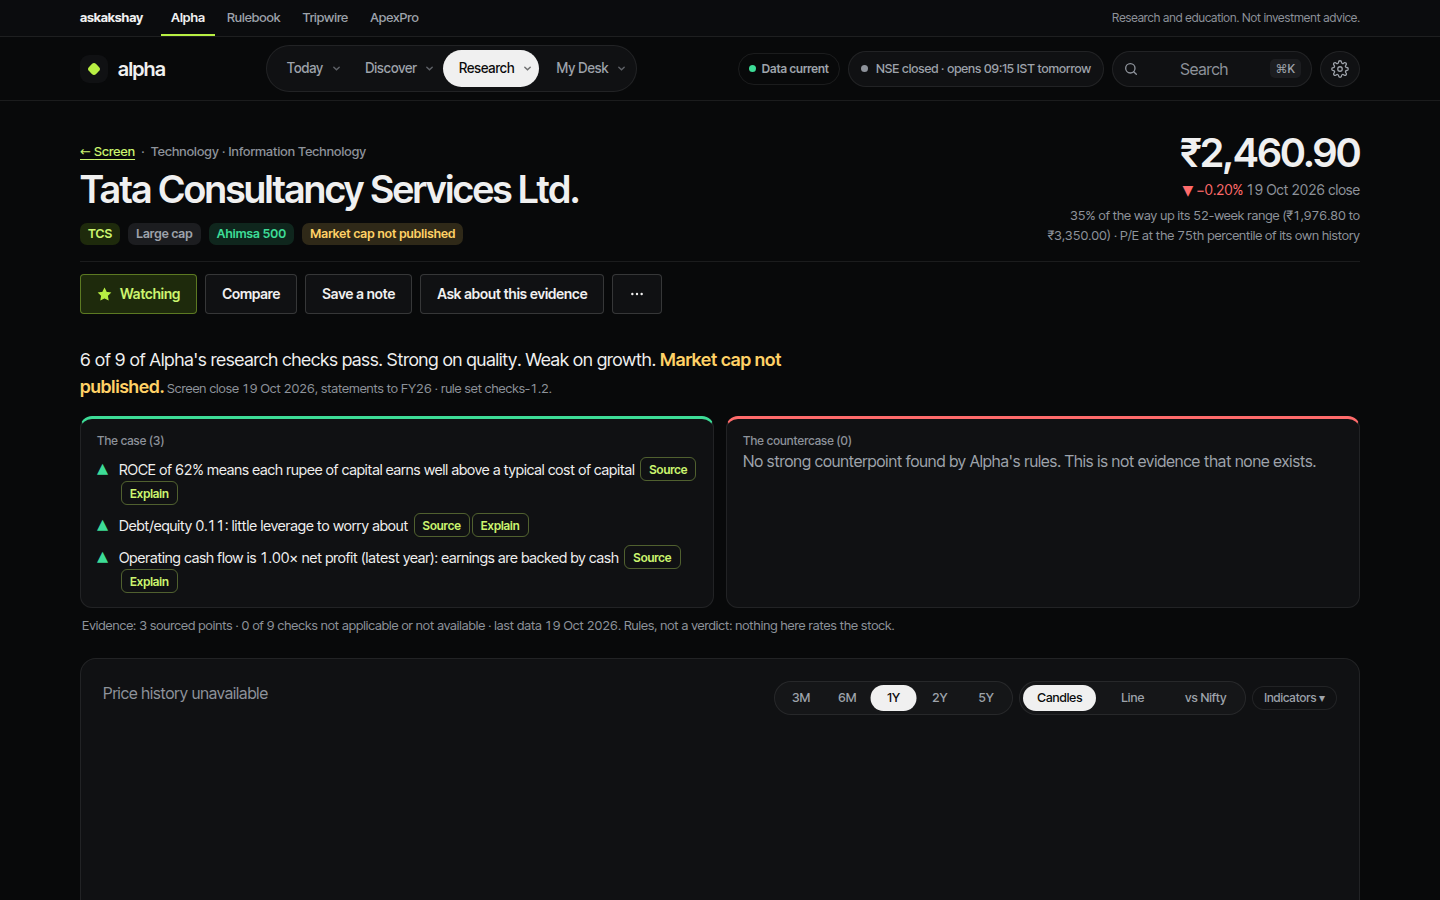 askakshay Alpha Rulebook Tripwire ApexPro Research and education. Not investment advice.
alpha Today Discover Research My Desk Data current NSE closed · opens 09:15 IST tomorrow Search ⌘K
← Screen · Technology · Information Technology
Tata Consultancy Services Ltd.
TCS Large cap Ahimsa 500 Market cap not published
₹2,460.90
▼ −0.20% 19 Oct 2026 close
35% of the way up its 52-week range (₹1,976.80 to
₹3,350.00) · P/E at the 75th percentile of its own history
★ Watching Compare Save a note Ask about this evidence ···
6 of 9 of Alpha's research checks pass. Strong on quality. Weak on growth. Market cap not
published. Screen close 19 Oct 2026, statements to FY26 · rule set checks-1.2.
The case (3)
▲ ROCE of 62% means each rupee of capital earns well above a typical cost of capital Source
Explain
▲ Debt/equity 0.11: little leverage to worry about Source Explain
▲ Operating cash flow is 1.00× net profit (latest year): earnings are backed by cash Source
Explain
The countercase (0)
No strong counterpoint found by Alpha's rules. This is not evidence that none exists.
Evidence: 3 sourced points · 0 of 9 checks not applicable or not available · last data 19 Oct 2026. Rules, not a verdict: nothing here rates the stock.
Price history unavailable 3M 6M 1Y 2Y 5Y Candles Line vs Nifty Indicators ▾